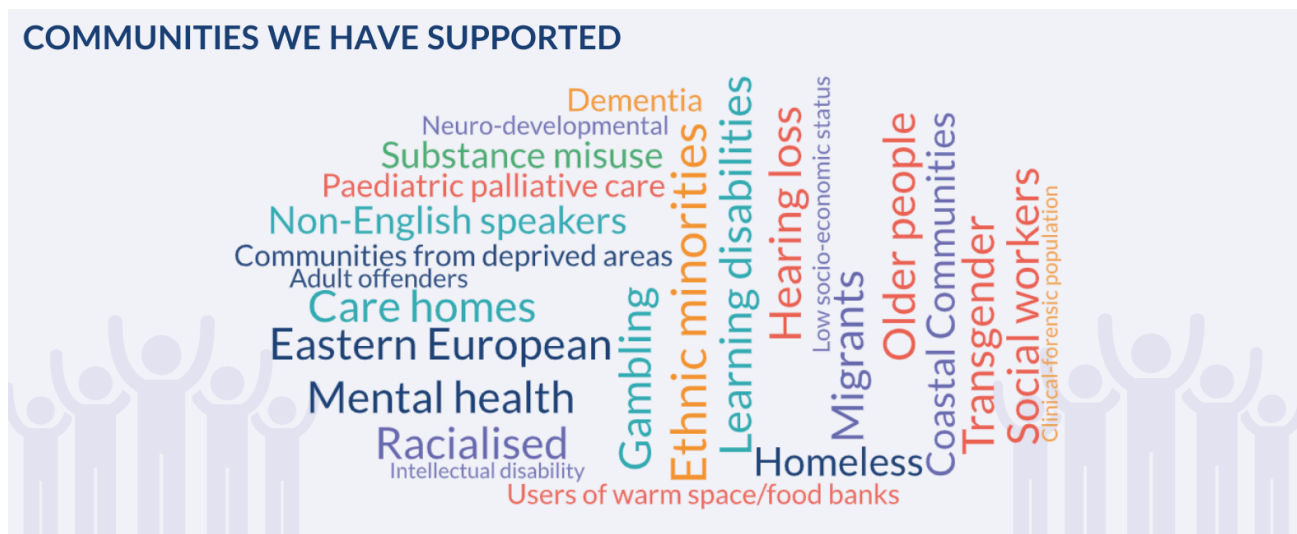 COMMUNITIES WE HAVE SUPPORTED
Dementia
Neuro-developmental
Substance misuse
Paediatric palliative care
Non-English speakers
Communities from deprived areas
Adult offenders
Care homes
Eastern European
Mental health
Racialised
Intellectual disability
Users of warm space/food banks
Gambling
Ethnic minorities
Learning disabilities
Homeless
Hearing loss
Low socio-economic status
Migrants
Older people
Coastal Communities
Transgender
Social workers
Clinical-forensic population